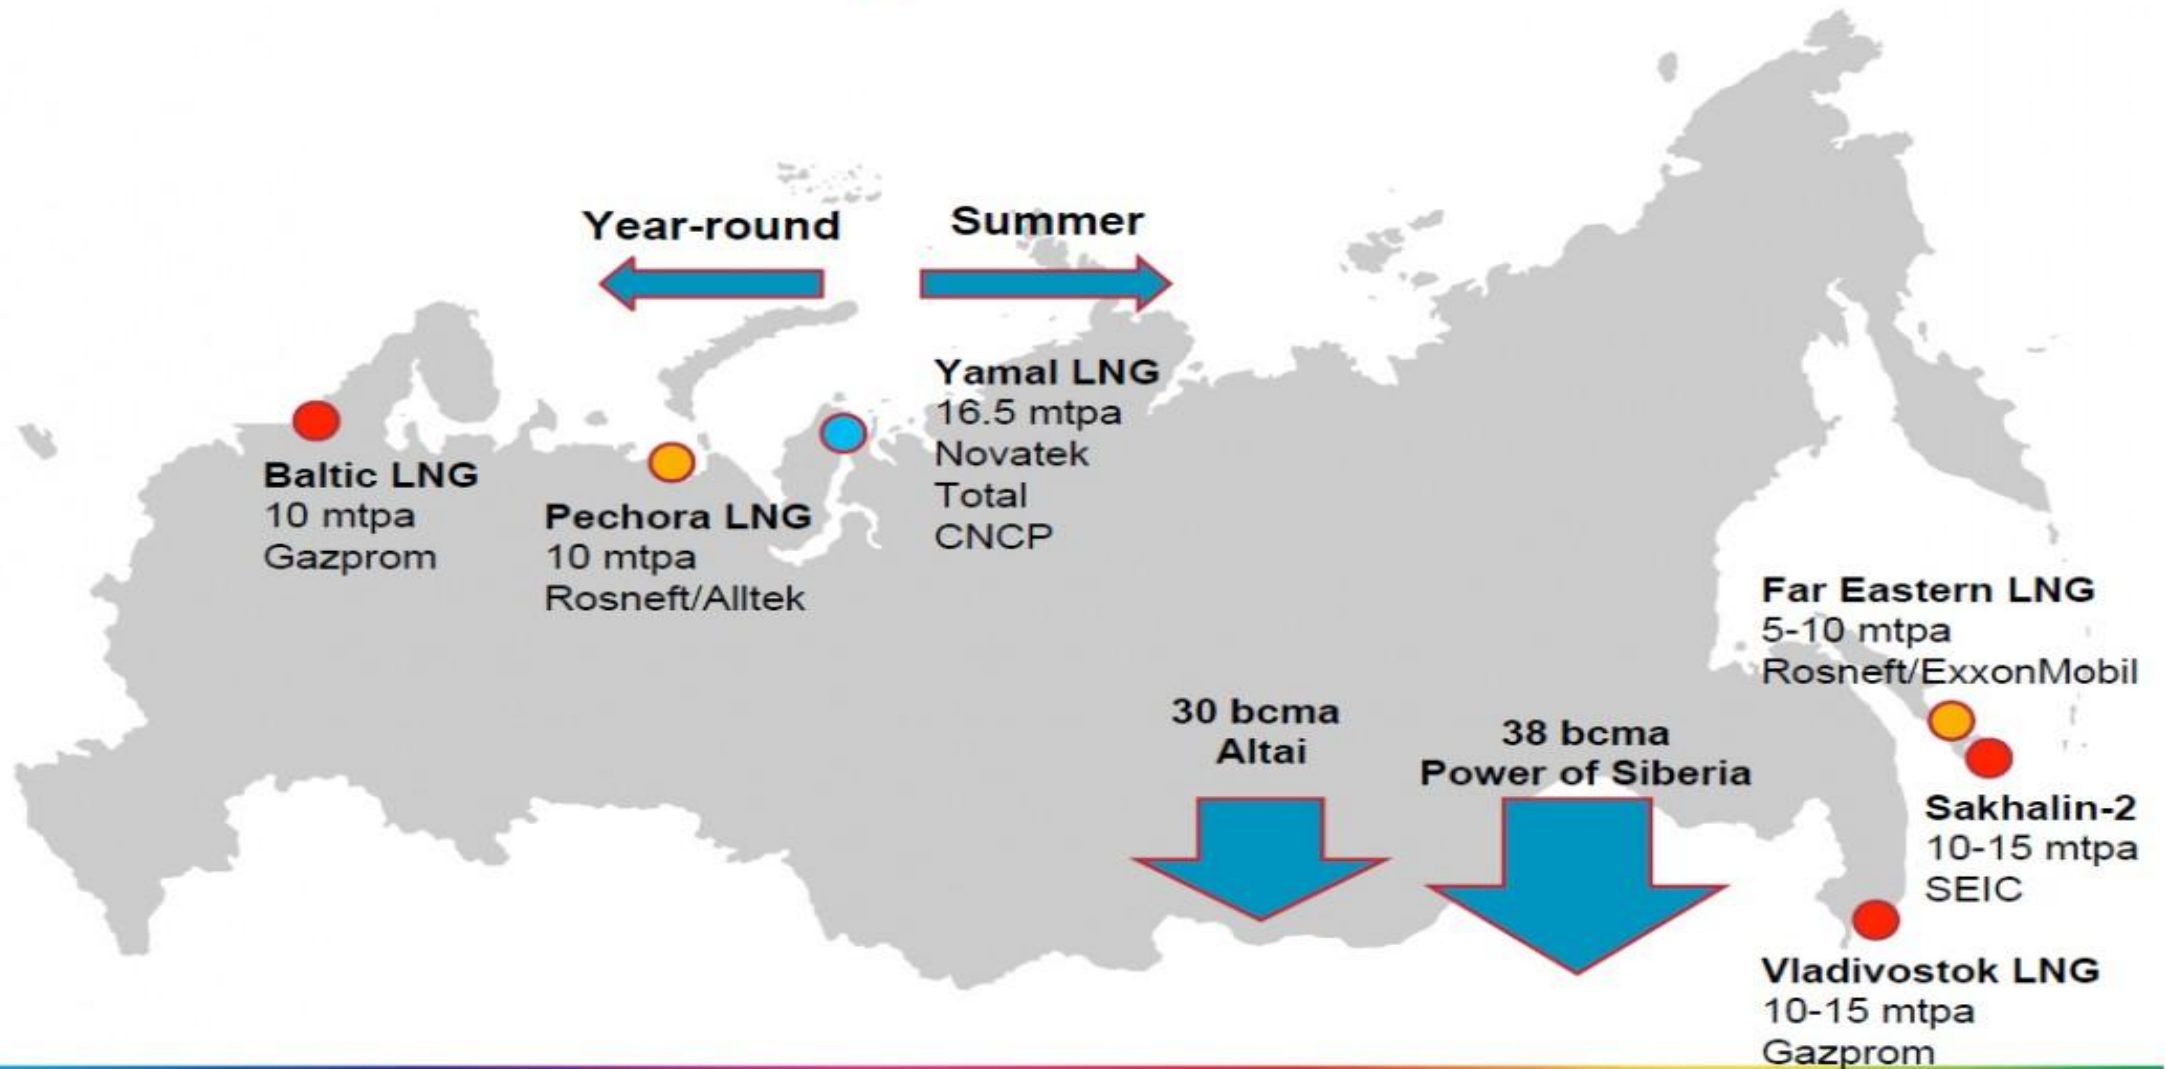 Year-round
Summer
Yamal LNG
16.5 mtpa
Novatek
Total
CNCP
Baltic LNG
10 mtpa
Gazprom
Pechora LNG
10 mtpa
Rosneft/Alltek
Far Eastern LNG
5-10 mtpa
Rosneft/ExxonMobil
30 bcma
Altai
38 bcma
Power of Siberia
Sakhalin-2
10-15 mtpa
SEIC
Vladivostok LNG
10-15 mtpa
Gazprom